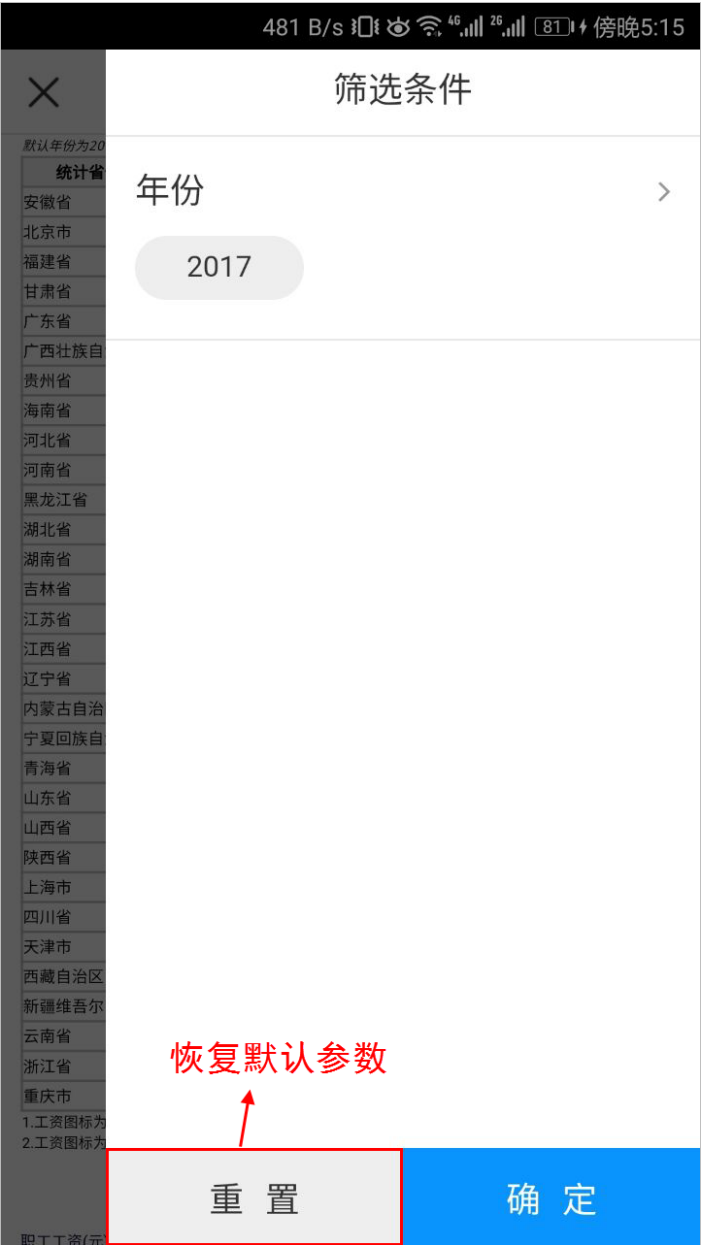 481 B/s 4G 2G 81 傍晚5:15
筛选条件
默认年份为20
统计省
安徽省
北京市
福建省
甘肃省
广东省
广西壮族自
贵州省
海南省
河北省
河南省
黑龙江省
湖北省
湖南省
吉林省
江苏省
江西省
辽宁省
内蒙古自治
宁夏回族自
青海省
山东省
山西省
陕西省
上海市
四川省
天津市
西藏自治区
新疆维吾尔
云南省
浙江省
重庆市
1.工资图标为
2.工资图标为
职工工资(元
年份
2017
恢复默认参数
重 置
确 定